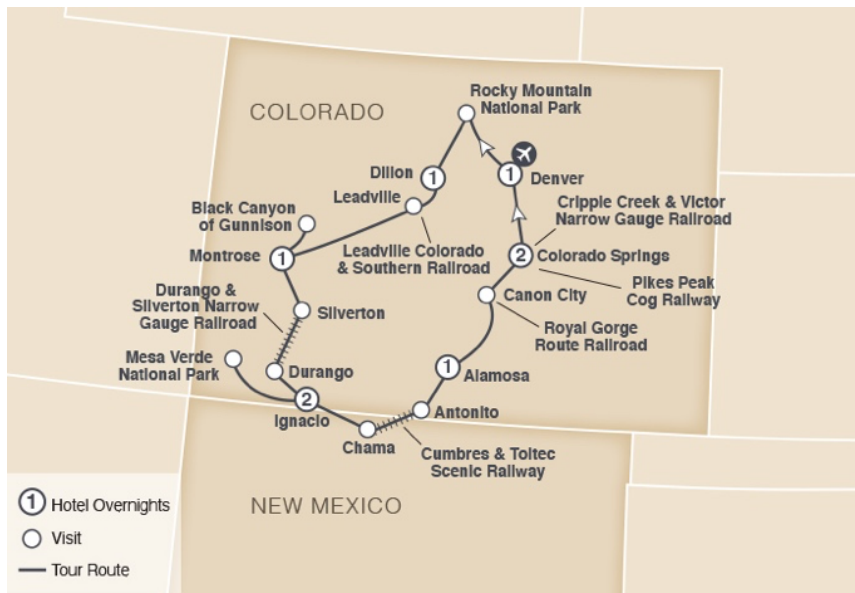 Rocky Mountain
National Park
COLORADO
Dillon
1
1
Denver
Leadville
Cripple Creek & Victor
Narrow Gauge Railroad
Black Canyon
of Gunnison
Montrose
1
Leadville Colorado
& Southern Railroad
2
Colorado Springs
Pikes Peak
Cog Railway
Durango &
Silverton Narrow
Gauge Railroad
Silverton
Canon City
Royal Gorge
Route Railroad
Mesa Verde
National Park
Durango
1
Alamosa
2
Ignacio
Antonito
Chama
Cumbres & Toltec
Scenic Railway
NEW MEXICO
1
Hotel Overnights
Visit
Tour Route